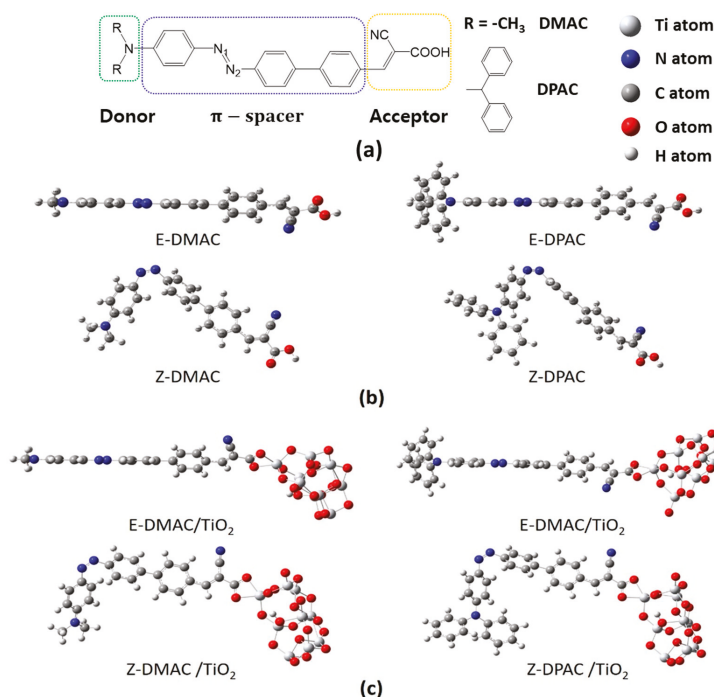 R R = -CH₃ DMAC Ti atom
N N₁ NC
R N₂ COOH N atom
DPAC C atom
Donor π – spacer Acceptor O atom
(a) H atom
E-DMAC E-DPAC
Z-DMAC Z-DPAC
(b)
E-DMAC/TiO₂ E-DMAC/TiO₂
Z-DMAC /TiO₂ Z-DPAC /TiO₂
(c)